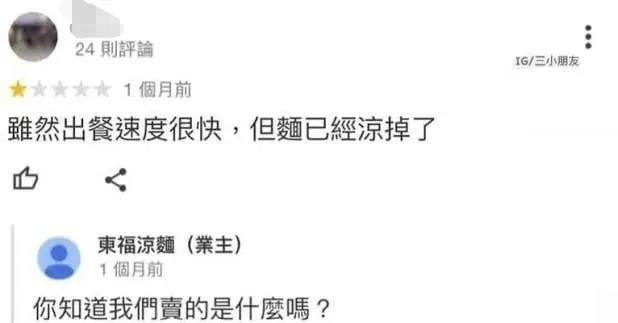 24 則評論
IG/三小朋友
1 個月前
雖然出餐速度很快，但麵已經涼掉了
東福涼麵（業主）
1 個月前
你知道我們賣的是什麼嗎？